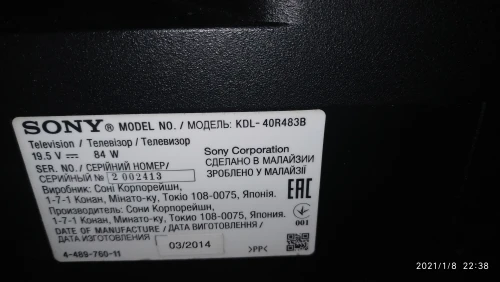 SONY® MODEL NO. / МОДЕЛЬ: KDL-40R483B
Television / Телевізор / Телевизор
19.5 V ⎓ 84 W
Sony Corporation
SER. NO. / СЕРІЙНИЙ НОМЕР/
СЕРИЙНЫЙ № 2 002413
СДЕЛАНО В МАЛАЙЗИИ
ЗРОБЛЕНО У МАЛАЙЗІЇ
Виробник: Соні Корпорейшн,
1-7-1 Конан, Мінато-ку, Токіо 108-0075, Японія.
Производитель: Сони Корпорейшн,
1-7-1 Конан, Минато-ку, Токио 108-0075, Япония.
EAC
001
DATE OF MANUFACTURE / ДАТА ВИГОТОВЛЕННЯ /
ДАТА ИЗГОТОВЛЕНИЯ 03/2014
4-489-760-11
>PP<
2021/1/8 22:38